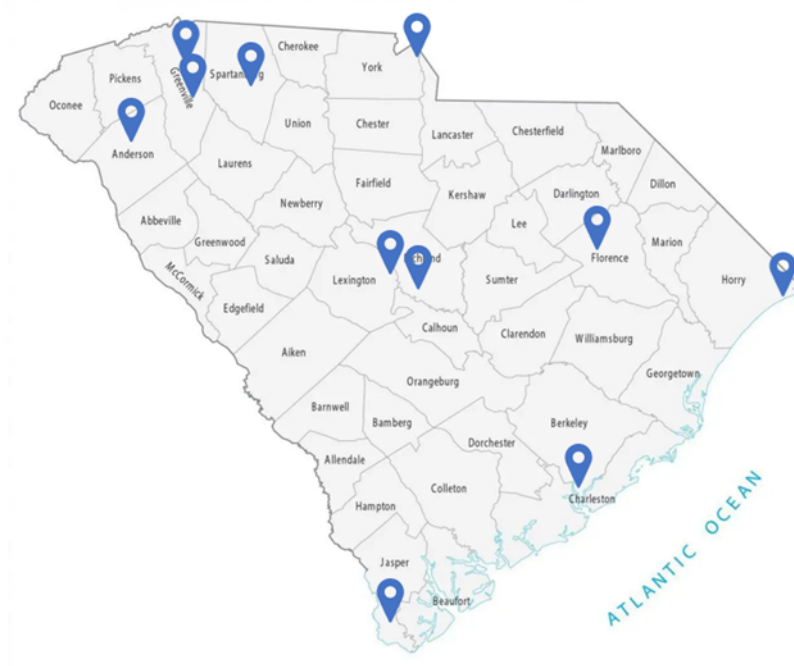 Cherokee
York
Spartanburg
Greenville
Pickens
Oconee
Union
Chester
Lancaster
Chesterfield
Marlboro
Anderson
Laurens
Fairfield
Kershaw
Darlington
Dillon
Newberry
Abbeville
Greenwood
Lee
Marion
Florence
Saluda
Lexington
Richland
Sumter
Horry
McCormick
Edgefield
Calhoun
Clarendon
Williamsburg
Aiken
Georgetown
Orangeburg
Barnwell
Bamberg
Berkeley
Dorchester
Allendale
Colleton
Charleston
Hampton
Jasper
Beaufort
ATLANTIC OCEAN